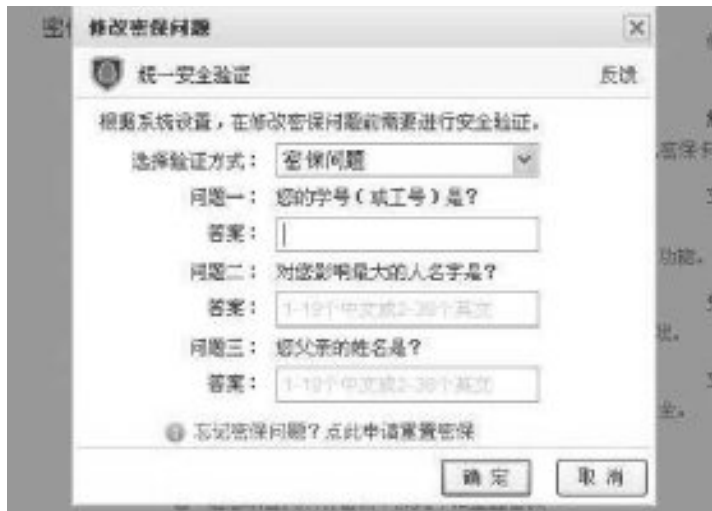 修改密保问题
统一安全验证 反馈
根据系统设置，在修改密保问题前需要进行安全验证。
选择验证方式： 密保问题
问题一： 您的学号（或工号）是？
答案：
问题二： 对您影响最大的人名字是？
答案： 1-19个中文或2-38个英文
问题三： 您父亲的姓名是？
答案： 1-19个中文或2-38个英文
忘记密保问题？点此申请重置密保
确定 取消
功能。